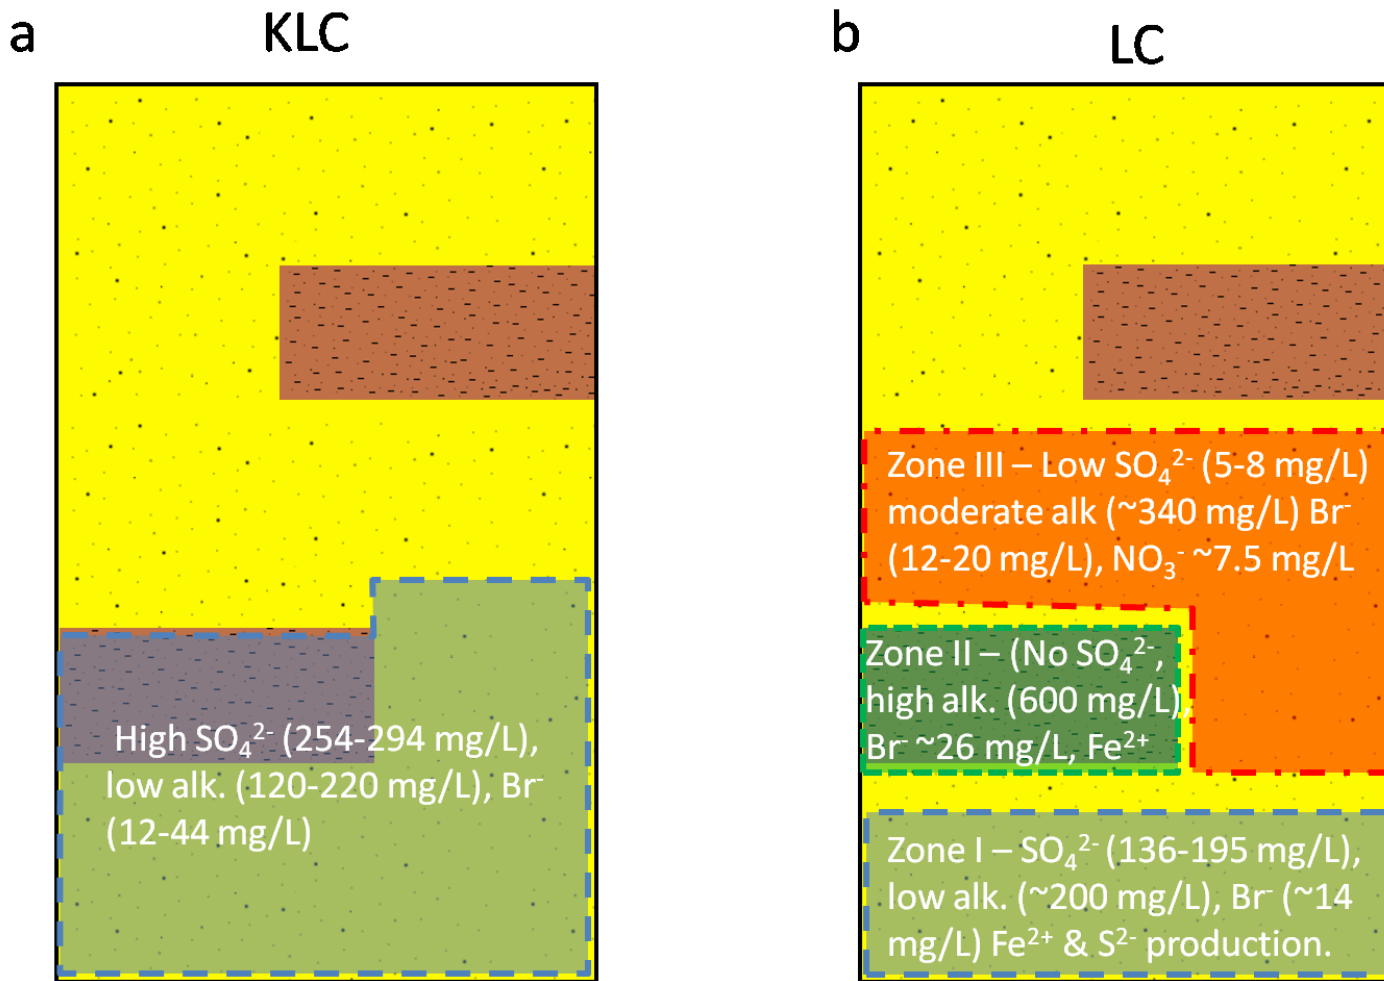 a
KLC
High SO₄²⁻ (254-294 mg/L),
low alk. (120-220 mg/L), Br⁻
(12-44 mg/L)
b
LC
Zone III – Low SO₄²⁻ (5-8 mg/L)
moderate alk (~340 mg/L) Br⁻
(12-20 mg/L), NO₃⁻ ~7.5 mg/L
Zone II – (No SO₄²⁻,
high alk. (600 mg/L),
Br⁻ ~26 mg/L, Fe²⁺
Zone I – SO₄²⁻ (136-195 mg/L),
low alk. (~200 mg/L), Br⁻ (~14
mg/L) Fe²⁺ & S²⁻ production.